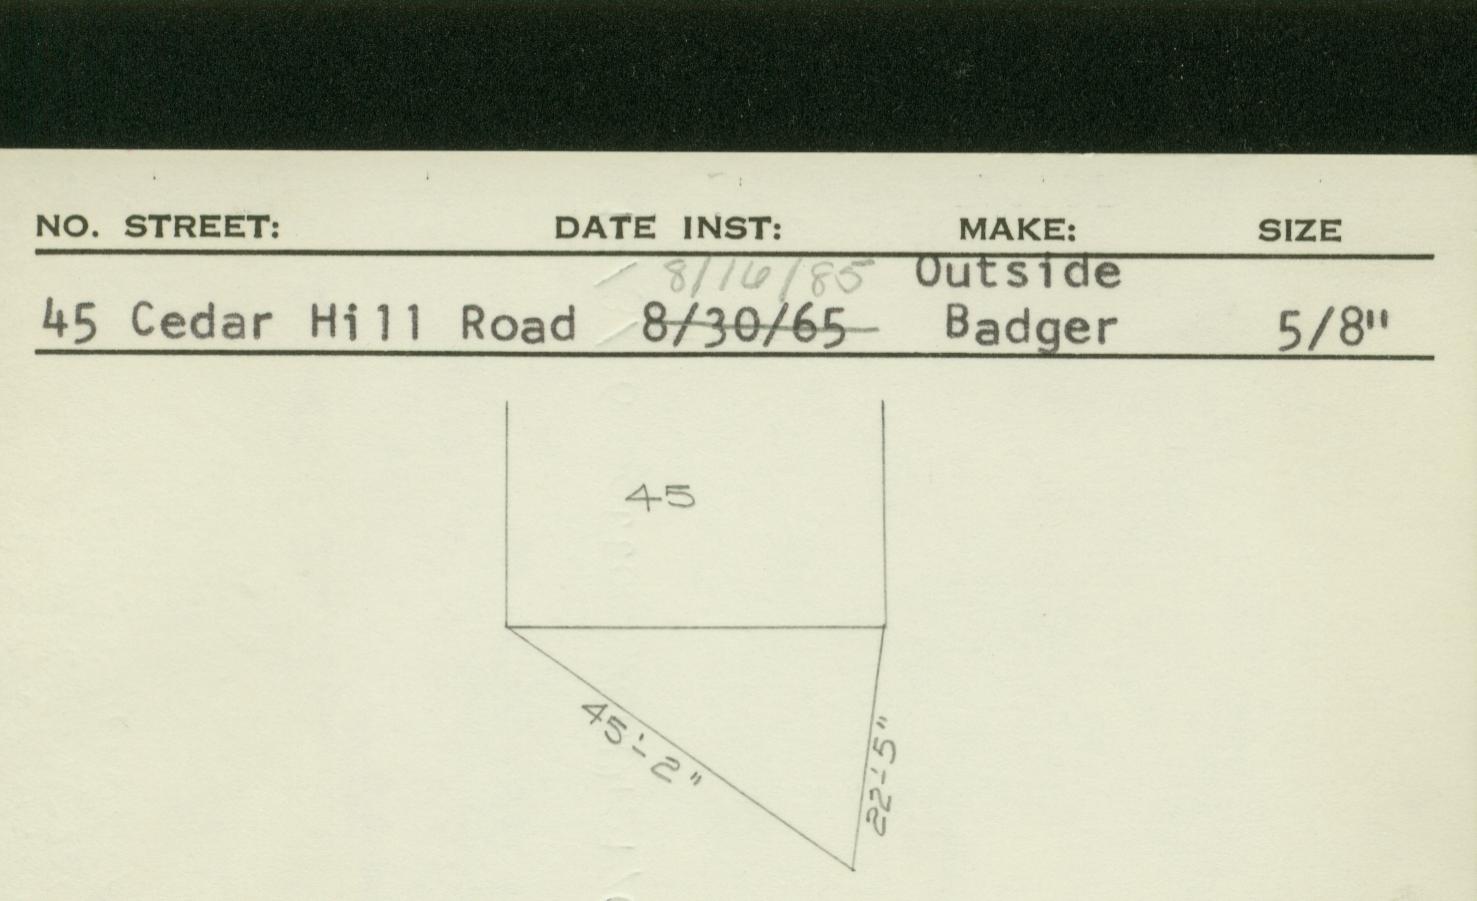 NO. STREET: DATE INST: MAKE: SIZE
8/16/85 Outside
45 Cedar Hill Road 8/30/65 Badger 5/8"
45
45'-2"
22'-5"